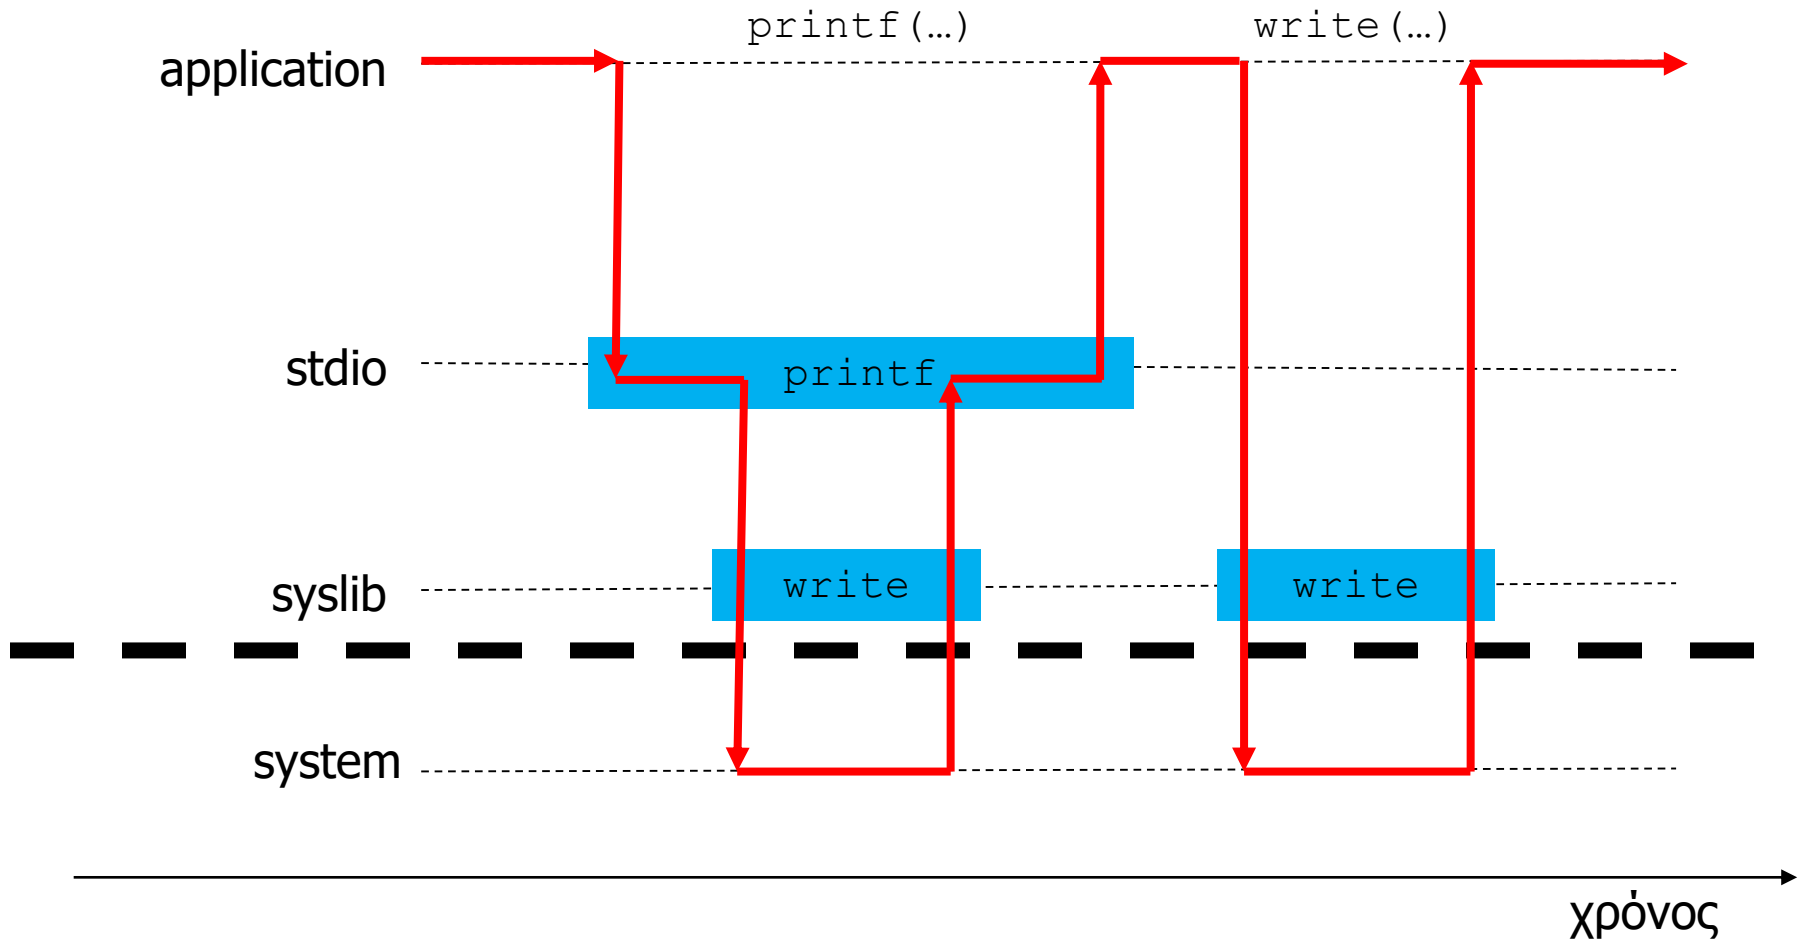 printf(…)
write(…)
application
stdio
printf
syslib
write
write
system
χρόνος